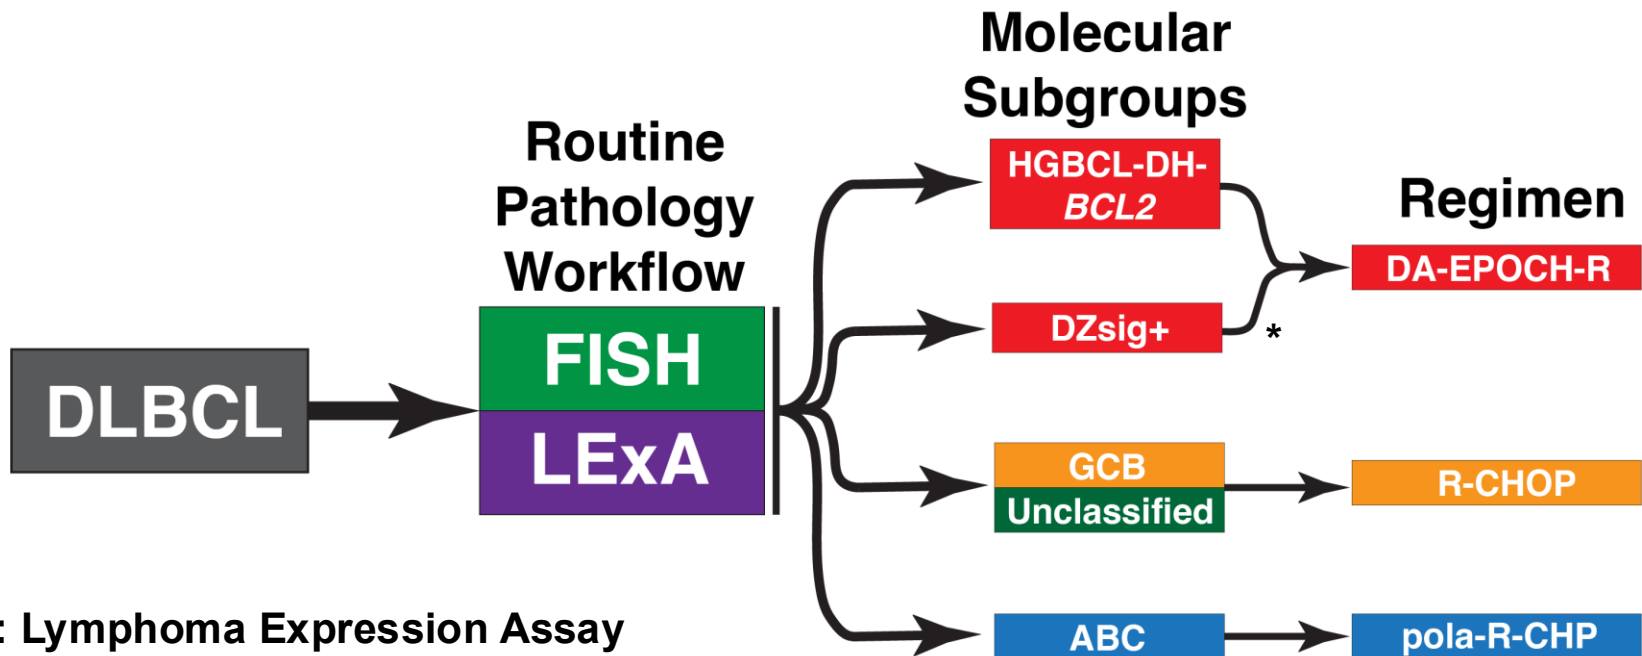 Molecular
Subgroups
Routine
Pathology
Workflow
HGBCL-DH-
BCL2
Regimen
DA-EPOCH-R
DZsig+
*
FISH
DLBCL
LExA
GCB
Unclassified
R-CHOP
: Lymphoma Expression Assay
ABC
pola-R-CHP